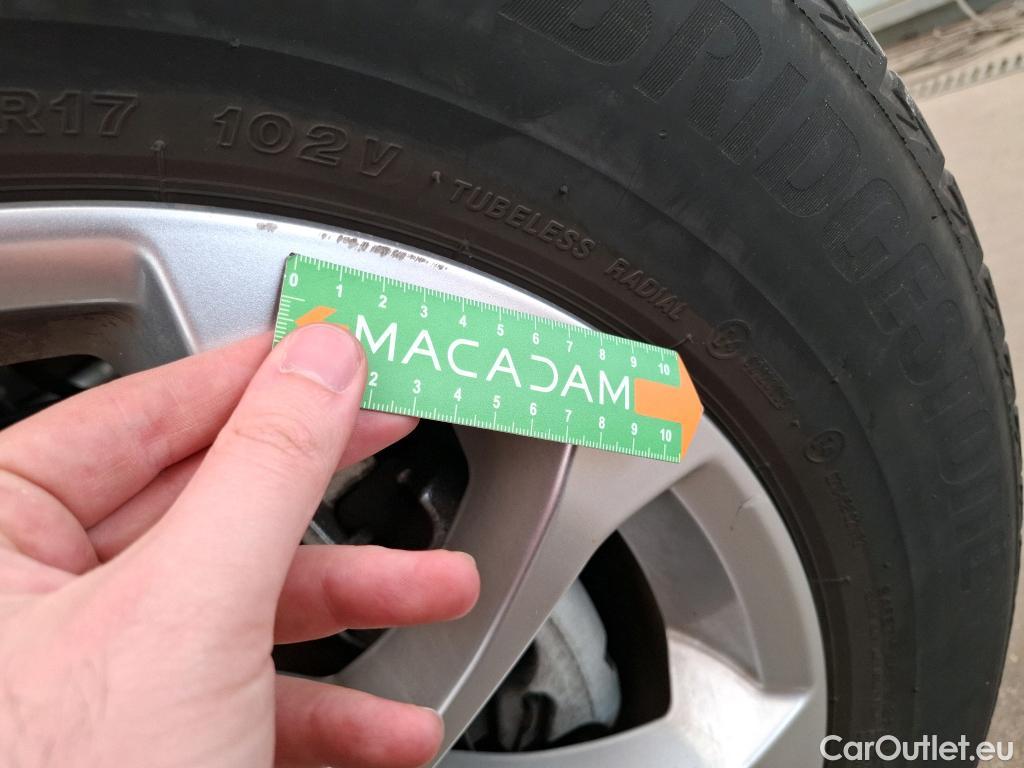 BRIDGESTONE
R17 102V
TUBELESS RADIAL
0 1 2 3 4 5 6 7 8 9 10
MACADAM
2 3 4 5 6 7 8 9 10
CarOutlet.eu